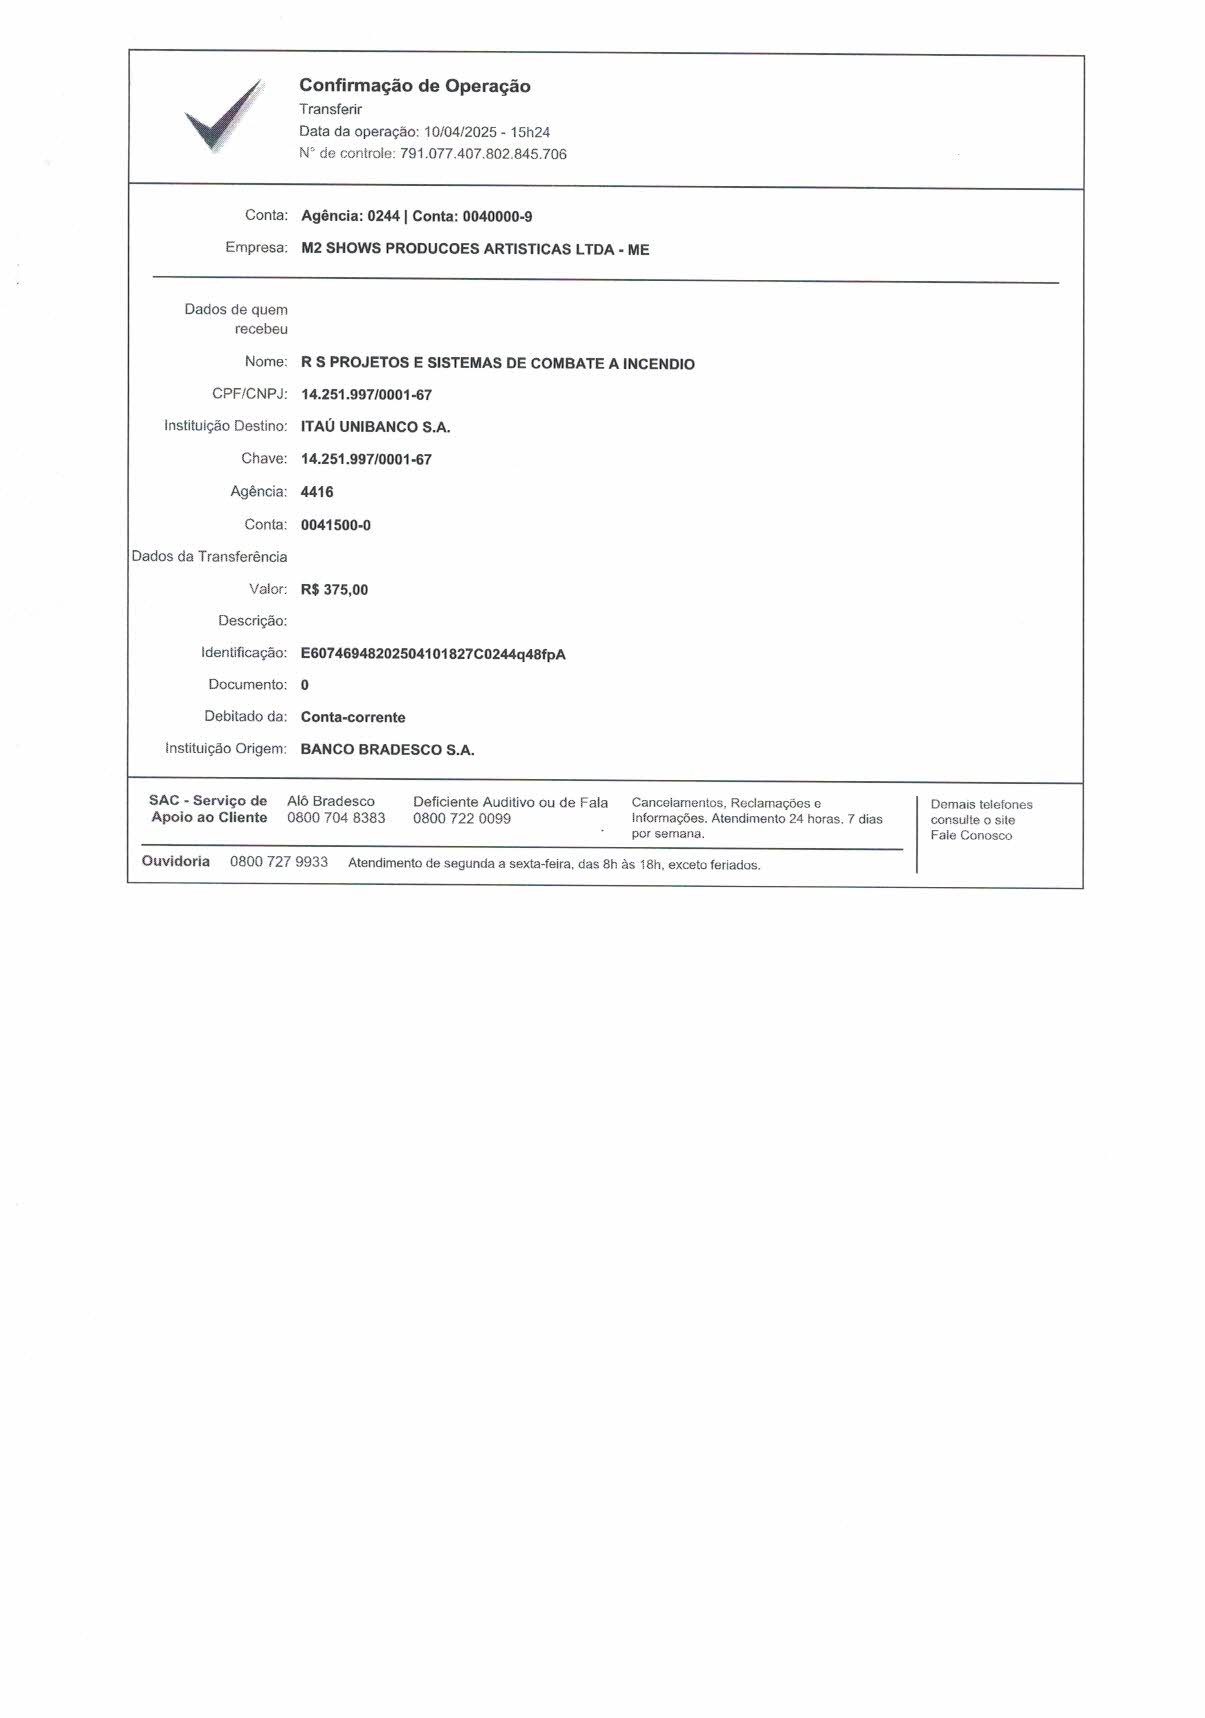 Confirmação de Operação
Transferir
Data da operação: 10/04/2025 - 15h24
N° de controle: 791.077.407.802.845.706
Conta: Agência: 0244 | Conta: 0040000-9
Empresa: M2 SHOWS PRODUCOES ARTISTICAS LTDA - ME
Dados de quem
recebeu
Nome: R S PROJETOS E SISTEMAS DE COMBATE A INCENDIO
CPF/CNPJ: 14.251.997/0001-67
Instituição Destino: ITAÚ UNIBANCO S.A.
Chave: 14.251.997/0001-67
Agência: 4416
Conta: 0041500-0
Dados da Transferência
Valor: R$ 375,00
Descrição:
Identificação: E60746948202504101827C0244q48fpA
Documento: 0
Debitado da: Conta-corrente
Instituição Origem: BANCO BRADESCO S.A.
SAC - Serviço de
Apoio ao Cliente
Alô Bradesco
0800 704 8383
Deficiente Auditivo ou de Fala
0800 722 0099
Cancelamentos, Reclamações e
Informações. Atendimento 24 horas, 7 dias
por semana.
Demais telefones
consulte o site
Fale Conosco
Ouvidoria 0800 727 9933 Atendimento de segunda a sexta-feira, das 8h às 18h, exceto feriados.